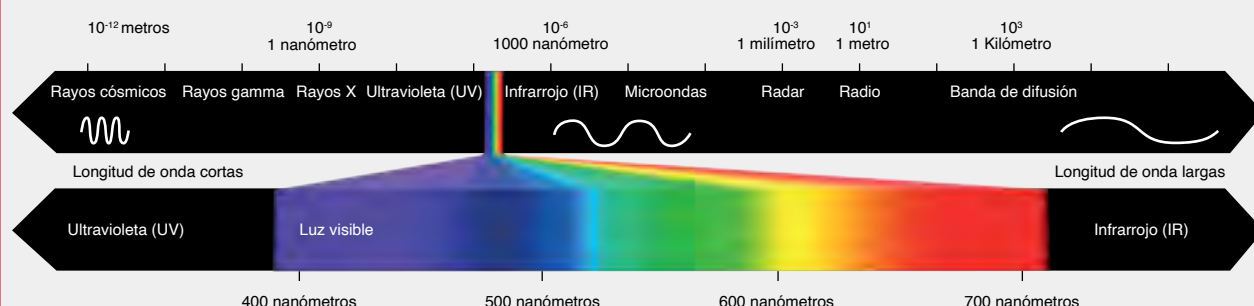 10-12 metros
10-9
1 nanómetro
10-6
1000 nanómetro
10-3
1 milímetro
101
1 metro
103
1 Kilómetro
Rayos cósmicos Rayos gamma Rayos X Ultravioleta (UV) Infrarrojo (IR) Microondas Radar Radio Banda de difusión
Longitud de onda cortas
Longitud de onda largas
Ultravioleta (UV)
Luz visible
Infrarrojo (IR)
400 nanómetros 500 nanómetros 600 nanómetros 700 nanómetros